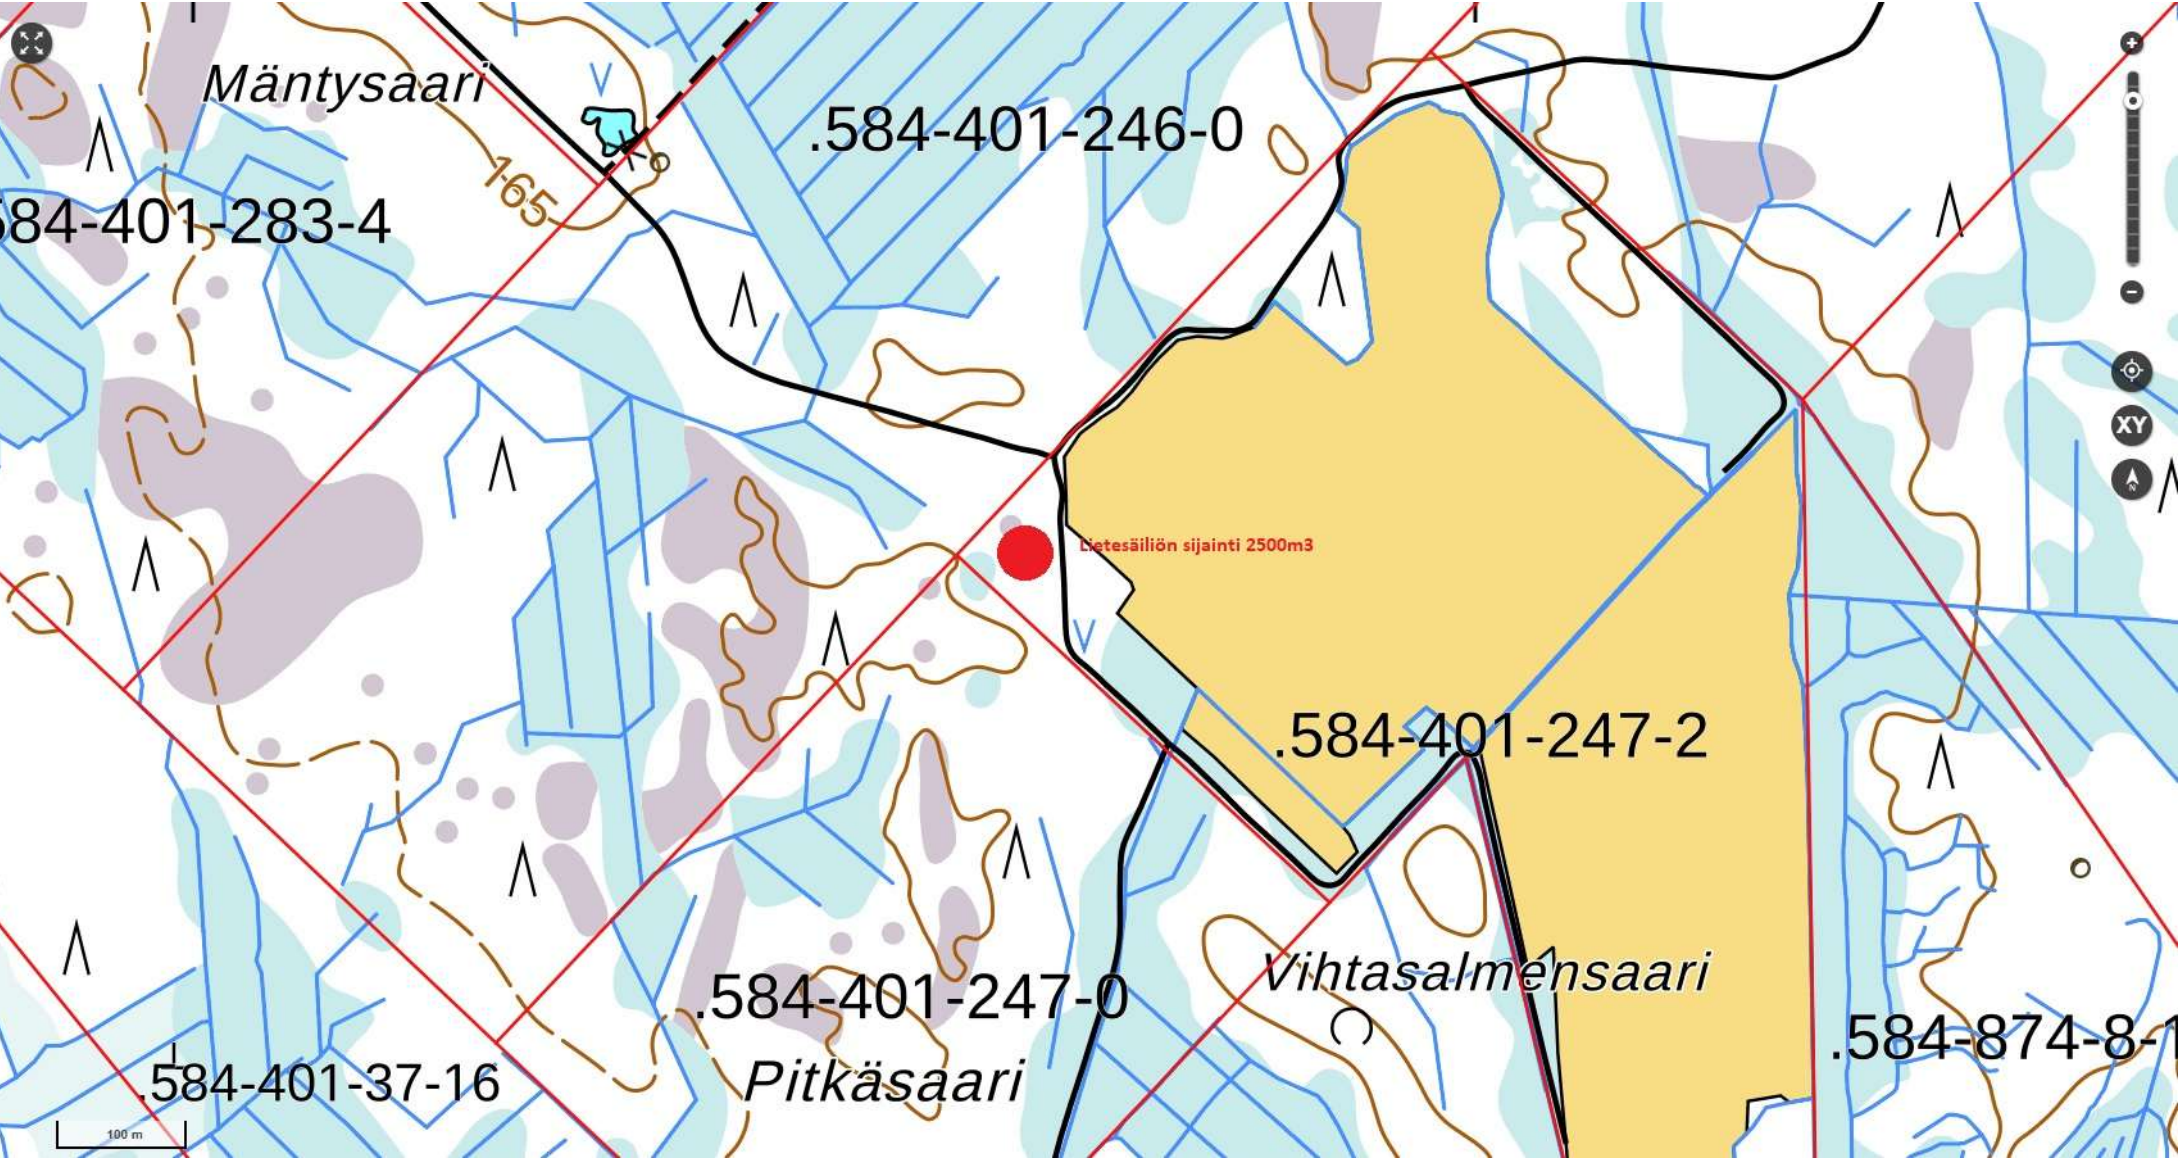 Mäntysaari
.584-401-246-0
165
584-401-283-4
XY
N
Lietesäiliön sijainti 2500m3
.584-401-247-2
Vihtasalmensaari
.584-401-247-0
.584-874-8-1
Pitkäsaari
.584-401-37-16
100 m